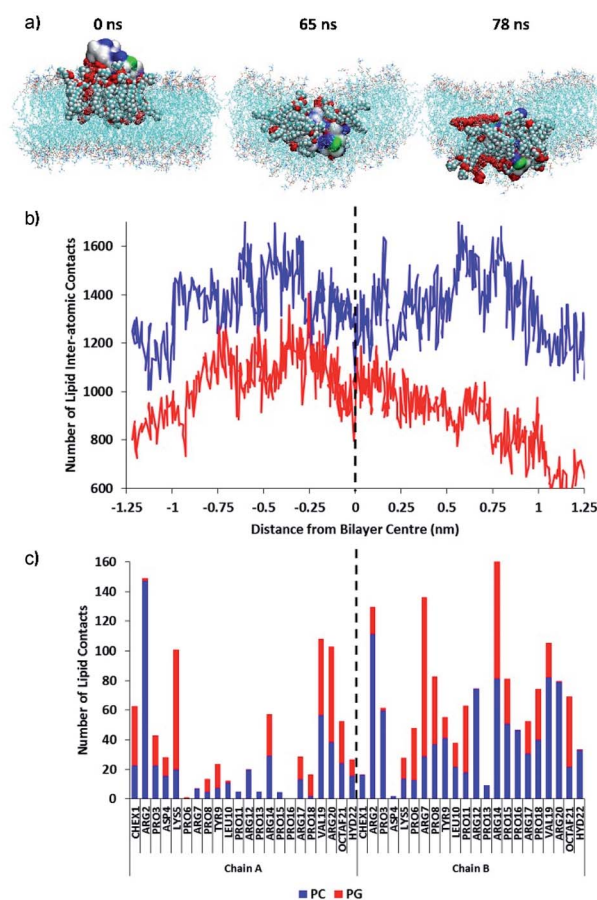 a)
0 ns 65 ns 78 ns
b)
Number of Lipid Inter-atomic Contacts
1600
1400
1200
1000
800
600
-1.25 -1 -0.75 -0.5 -0.25 0 0.25 0.5 0.75 1 1.25
Distance from Bilayer Centre (nm)
c)
Number of Lipid Contacts
160
140
120
100
80
60
40
20
0
CHEX1
ARG2
PRO3
ASP4
LYS5
PRO6
ARG7
PRO8
TYR9
LEU10
PRO11
ARG12
PRO13
ARG14
PRO15
PRO16
ARG17
PRO18
VAL19
ARG20
OCTAF21
HYD22
CHEX1
ARG2
PRO3
ASP4
LYS5
PRO6
ARG7
PRO8
TYR9
LEU10
PRO11
ARG12
PRO13
ARG14
PRO15
PRO16
ARG17
PRO18
VAL19
ARG20
OCTAF21
HYD22
Chain A Chain B
PC PG